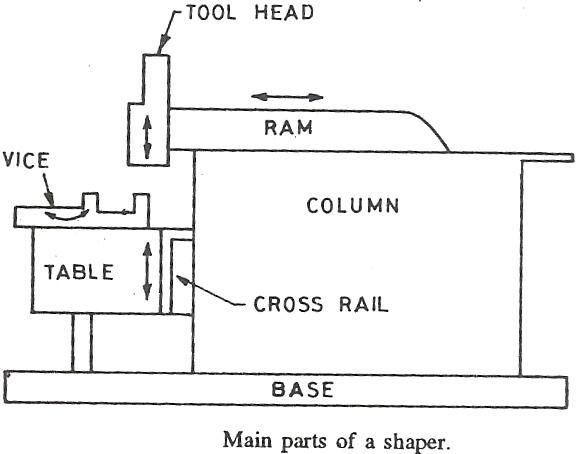 TOOL HEAD
RAM
VICE
COLUMN
TABLE
CROSS RAIL
BASE
Main parts of a shaper.